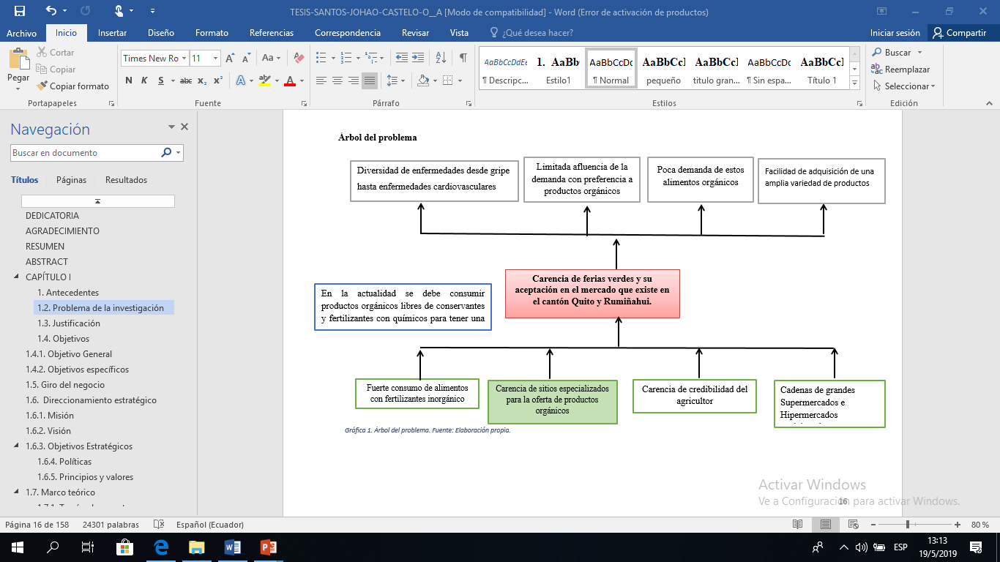 TESIS-SANTOS-JOHAO-CASTELO-O__A [Modo de compatibilidad] - Word (Error de activación de productos)
Archivo Inicio Insertar Diseño Formato Referencias Correspondencia Revisar Vista ¿Qué desea hacer? Iniciar sesión Compartir
Pegar
Cortar
Copiar
Copiar formato
Portapapeles
Times New Ro 11
N K S abc x₂ x²
Fuente
Párrafo
AaBbCcDdEe 1. AaBb AaBbCcDc AaBbCcI AaBbCcI AaBbCcDc AaBbCcI
¶ Descripc... Estilo1 ¶ Normal pequeño titulo gran... ¶ Sin espa... Título 1
Estilos
Buscar
Reemplazar
Seleccionar
Edición
Navegación
Buscar en documento
Títulos Páginas Resultados
DEDICATORIA
AGRADECIMIENTO
RESUMEN
ABSTRACT
CAPÍTULO I
1. Antecedentes
1.2. Problema de la investigación
1.3. Justificación
1.4. Objetivos
1.4.1. Objetivo General
1.4.2. Objetivos específicos
1.5. Giro del negocio
1.6. Direccionamiento estratégico
1.6.1. Misión
1.6.2. Visión
1.6.3. Objetivos Estratégicos
1.6.4. Políticas
1.6.5. Principios y valores
1.7. Marco teórico
Árbol del problema
Diversidad de enfermedades desde gripe
hasta enfermedades cardiovasculares
Limitada afluencia de la
demanda con preferencia a
productos orgánicos
Poca demanda de estos
alimentos orgánicos
Facilidad de adquisición de una
amplia variedad de productos
En la actualidad se debe consumir
productos orgánicos libres de conservantes
y fertilizantes con químicos para tener una
Carencia de ferias verdes y su
aceptación en el mercado que existe en
el cantón Quito y Rumiñahui.
Fuerte consumo de alimentos
con fertilizantes inorgánico
Carencia de sitios especializados
para la oferta de productos
orgánicos
Carencia de credibilidad del
agricultor
Cadenas de grandes
Supermercados e
Hipermercados
Gráfica 1. Árbol del problema. Fuente: Elaboración propia.
16
Activar Windows
Ve a Configuración para activar Windows.
Página 16 de 158 24301 palabras Español (Ecuador) 80 %
ESP
13:13
19/5/2019